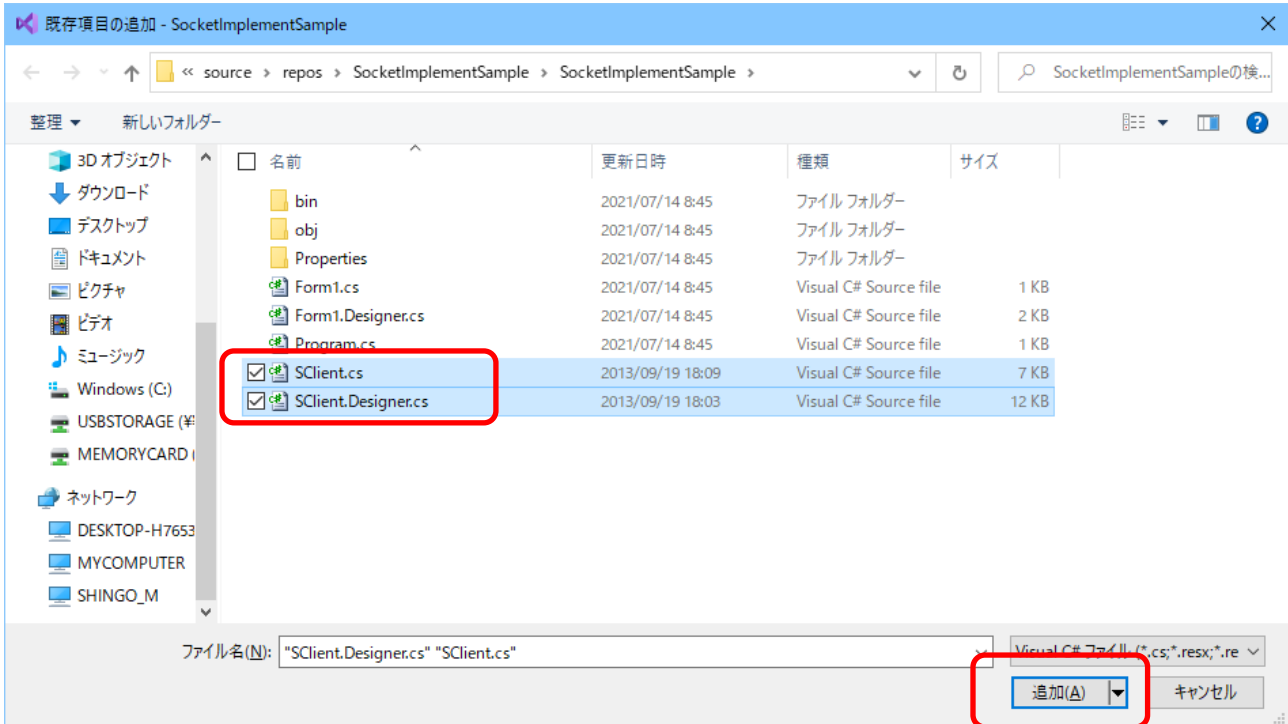 既存項目の追加 - SocketImplementSample
« source › repos › SocketImplementSample › SocketImplementSample ›
SocketImplementSampleの検...
整理 新しいフォルダー
名前 更新日時 種類 サイズ
3D オブジェクト
ダウンロード
デスクトップ
ドキュメント
ピクチャ
ビデオ
ミュージック
Windows (C:)
USBSTORAGE (¥
MEMORYCARD (
ネットワーク
DESKTOP-H7653
MYCOMPUTER
SHINGO_M
bin 2021/07/14 8:45 ファイル フォルダー
obj 2021/07/14 8:45 ファイル フォルダー
Properties 2021/07/14 8:45 ファイル フォルダー
Form1.cs 2021/07/14 8:45 Visual C# Source file 1 KB
Form1.Designer.cs 2021/07/14 8:45 Visual C# Source file 2 KB
Program.cs 2021/07/14 8:45 Visual C# Source file 1 KB
SClient.cs 2013/09/19 18:09 Visual C# Source file 7 KB
SClient.Designer.cs 2013/09/19 18:03 Visual C# Source file 12 KB
ファイル名(N): "SClient.Designer.cs" "SClient.cs"
Visual C# ファイル (*.cs;*.resx;*.re
追加(A) キャンセル